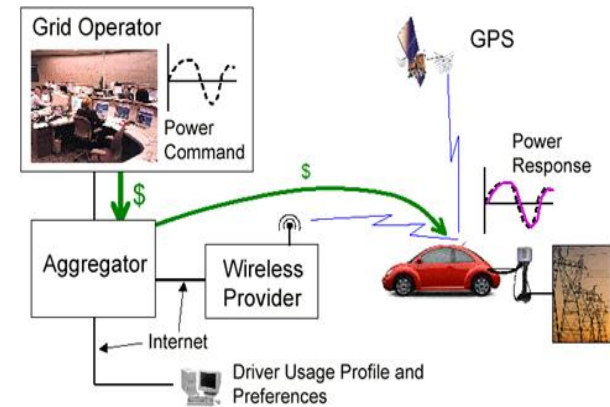 Grid Operator
Power
Command
$
Aggregator
Wireless
Provider
Internet
Driver Usage Profile and
Preferences
$
GPS
Power
Response